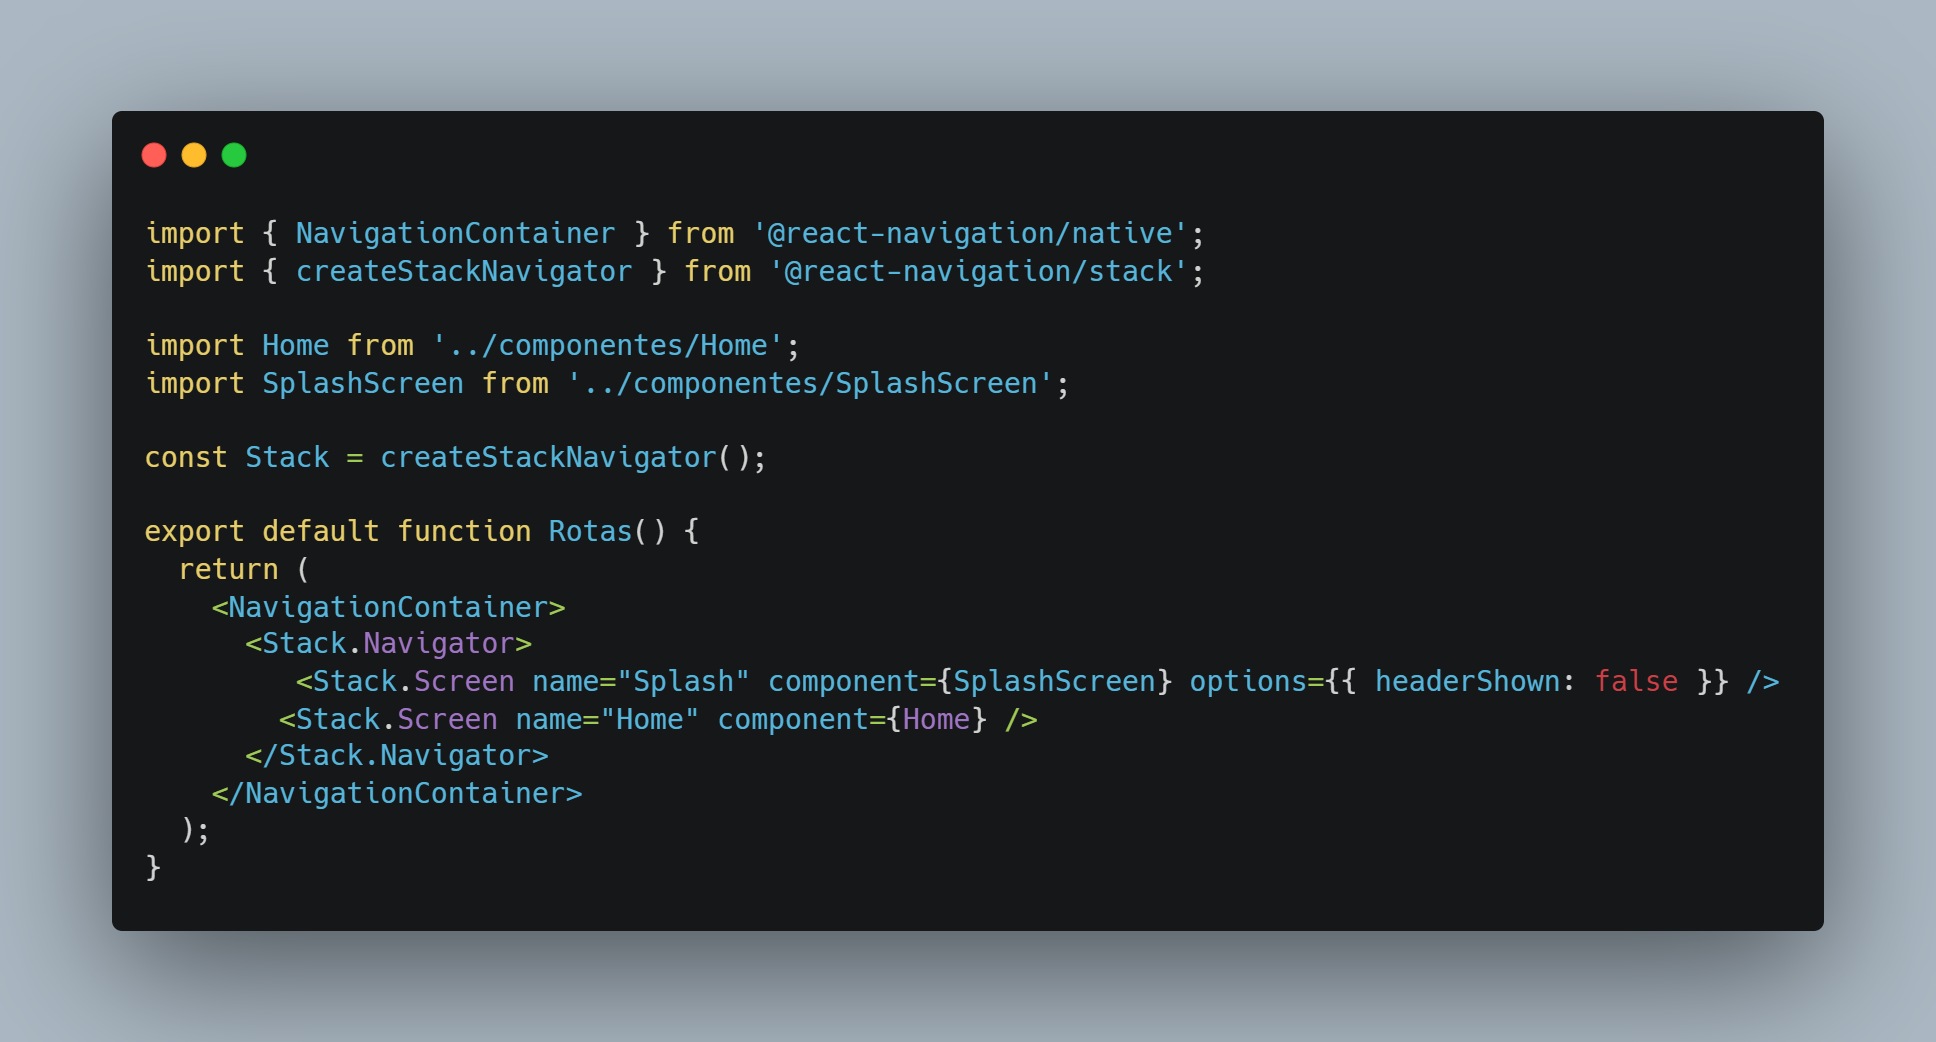 import { NavigationContainer } from '@react-navigation/native';
import { createStackNavigator } from '@react-navigation/stack';

import Home from '../componentes/Home';
import SplashScreen from '../componentes/SplashScreen';

const Stack = createStackNavigator();

export default function Rotas() {
  return (
    <NavigationContainer>
      <Stack.Navigator>
         <Stack.Screen name="Splash" component={SplashScreen} options={{ headerShown: false }} />
        <Stack.Screen name="Home" component={Home} />
      </Stack.Navigator>
    </NavigationContainer>
  );
}